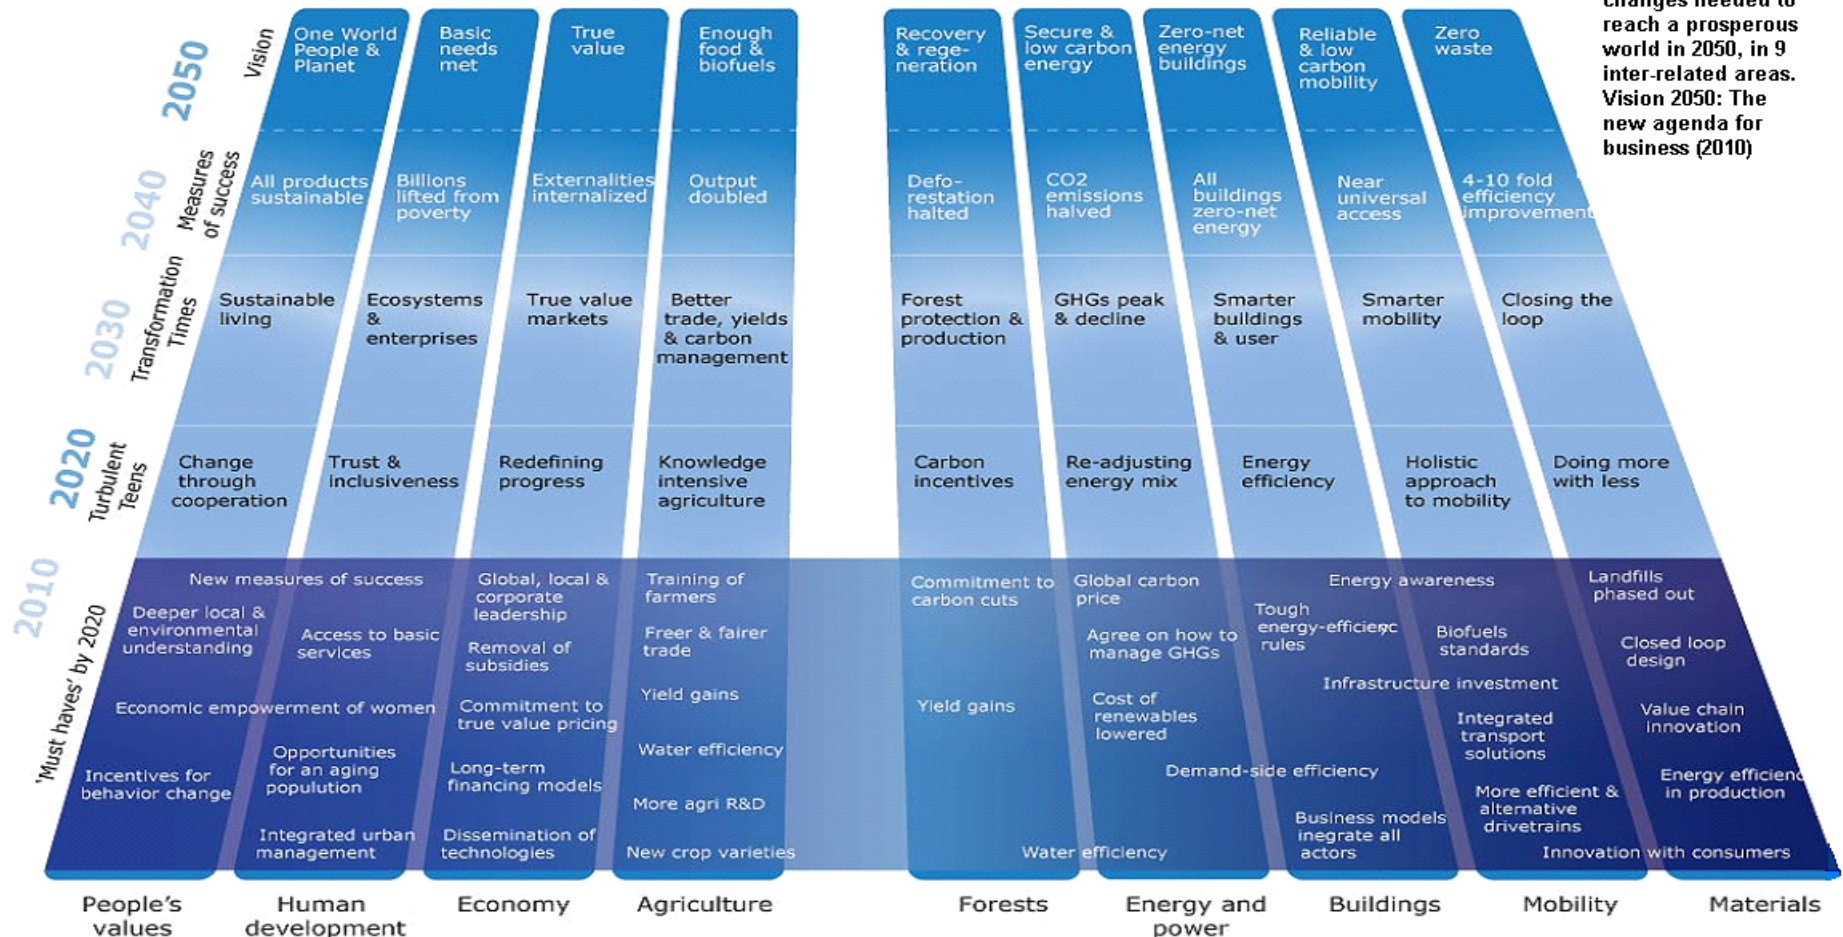 changes needed to
reach a prosperous
world in 2050, in 9
inter-related areas.
Vision 2050: The
new agenda for
business (2010)
2050
Vision
One World
People &
Planet
Basic
needs
met
True
value
Enough
food &
biofuels
Recovery
& rege-
neration
Secure &
low carbon
energy
Zero-net
energy
buildings
Reliable
& low
carbon
mobility
Zero
waste
2040
Measures
of success
All products
sustainable
Billions
lifted from
poverty
Externalities
internalized
Output
doubled
Defo-
restation
halted
CO2
emissions
halved
All
buildings
zero-net
energy
Near
universal
access
4-10 fold
efficiency
improvement
2030
Transformation
Times
Sustainable
living
Ecosystems
&
enterprises
True value
markets
Better
trade, yields
& carbon
management
Forest
protection &
production
GHGs peak
& decline
Smarter
buildings
& user
Smarter
mobility
Closing the
loop
2020
Turbulent
Teens
Change
through
cooperation
Trust &
inclusiveness
Redefining
progress
Knowledge
intensive
agriculture
Carbon
incentives
Re-adjusting
energy mix
Energy
efficiency
Holistic
approach
to mobility
Doing more
with less
2010
'Must haves' by 2020
New measures of success
Deeper local &
environmental
understanding
Access to basic
services
Economic empowerment of women
Opportunities
for an aging
populution
Incentives for
behavior change
Integrated urban
management
Global, local &
corporate
leadership
Removal of
subsidies
Commitment to
true value pricing
Long-term
financing models
Dissemination of
technologies
Training of
farmers
Freer & fairer
trade
Yield gains
Water efficiency
More agri R&D
New crop varieties
Commitment to
carbon cuts
Yield gains
Water efficiency
Global carbon
price
Agree on how to
manage GHGs
Cost of
renewables
lowered
Demand-side efficiency
Energy awareness
Tough
energy-efficienyc
rules
Infrastructure investment
Business models
inegrate all
actors
Biofuels
standards
Integrated
transport
solutions
More efficient &
alternative
drivetrains
Innovation with consumers
Landfills
phased out
Closed loop
design
Value chain
innovation
Energy efficienc
in production
People's
values
Human
development
Economy
Agriculture
Forests
Energy and
power
Buildings
Mobility
Materials